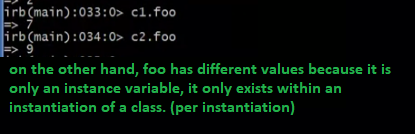 irb(main):033:0> c1.foo
=> 7
irb(main):034:0> c2.foo
=> 9
on the other hand, foo has different values because it is
only an instance variable, it only exists within an
instantiation of a class. (per instantiation)